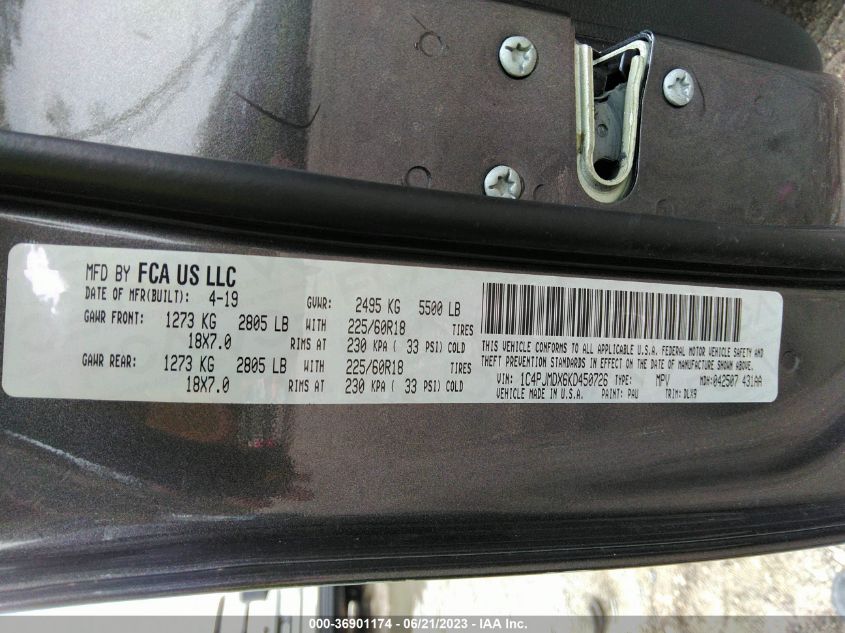 MFD BY FCA US LLC
DATE OF MFR(BUILT): 4-19
GVWR: 2495 KG 5500 LB
GAWR FRONT: 1273 KG 2805 LB WITH 225/60R18 TIRES
18X7.0 RIMS AT 230 KPA ( 33 PSI) COLD
GAWR REAR: 1273 KG 2805 LB WITH 225/60R18 TIRES
18X7.0 RIMS AT 230 KPA ( 33 PSI) COLD
THIS VEHICLE CONFORMS TO ALL APPLICABLE U.S.A. FEDERAL MOTOR VEHICLE SAFETY AND
THEFT PREVENTION STANDARDS IN EFFECT ON THE DATE OF MANUFACTURE SHOWN ABOVE.
VIN: 1C4PJMDX6KD450726 TYPE: MPV MDH:042507 431AA
VEHICLE MADE IN U.S.A. PAINT: PAU TRIM: DLX9
000-36901174 - 06/21/2023 - IAA Inc.